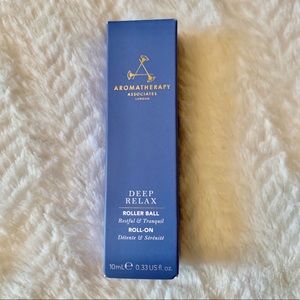 AROMATHERAPY
ASSOCIATES
LONDON
DEEP
RELAX
ROLLER BALL
Restful & Tranquil
ROLL-ON
Détente & Sérénité
10mL ℮ 0.33 US fl. oz.